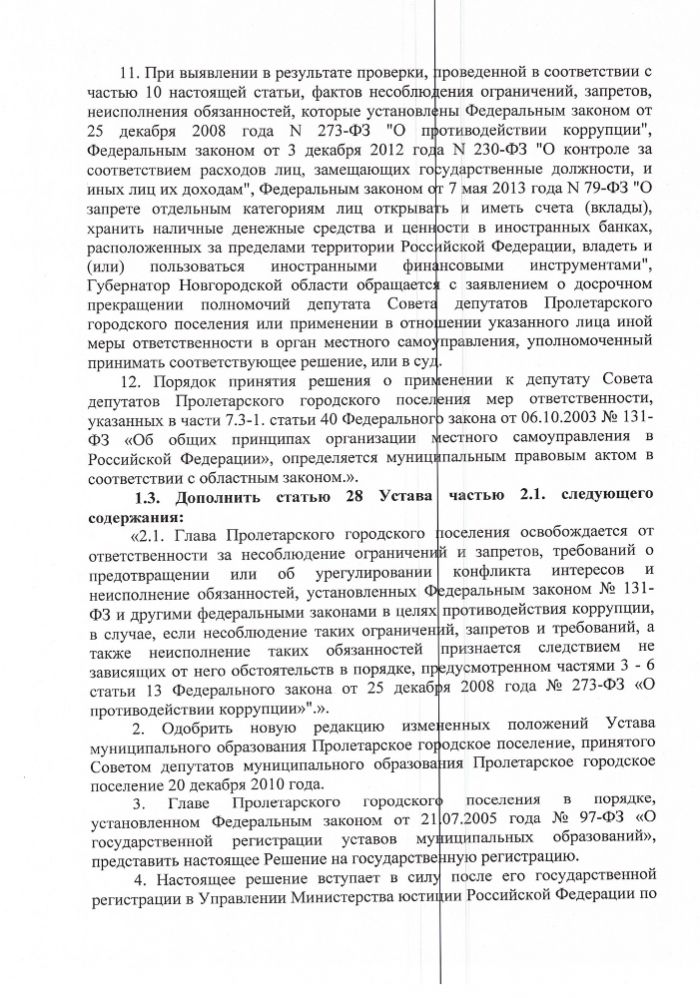 11. При выявлении в результате проверки, проведенной в соответствии с
частью 10 настоящей статьи, фактов несоблюдения ограничений, запретов,
неисполнения обязанностей, которые установлены Федеральным законом от
25 декабря 2008 года N 273-ФЗ "О противодействии коррупции",
Федеральным законом от 3 декабря 2012 года N 230-ФЗ "О контроле за
соответствием расходов лиц, замещающих государственные должности, и
иных лиц их доходам", Федеральным законом от 7 мая 2013 года N 79-ФЗ "О
запрете отдельным категориям лиц открывать и иметь счета (вклады),
хранить наличные денежные средства и ценности в иностранных банках,
расположенных за пределами территории Российской Федерации, владеть и
(или) пользоваться иностранными финансовыми инструментами",
Губернатор Новгородской области обращается с заявлением о досрочном
прекращении полномочий депутата Совета депутатов Пролетарского
городского поселения или применении в отношении указанного лица иной
меры ответственности в орган местного самоуправления, уполномоченный
принимать соответствующее решение, или в суд.
12. Порядок принятия решения о применении к депутату Совета
депутатов Пролетарского городского поселения мер ответственности,
указанных в части 7.3-1. статьи 40 Федерального закона от 06.10.2003 № 131-
ФЗ «Об общих принципах организации местного самоуправления в
Российской Федерации», определяется муниципальным правовым актом в
соответствии с областным законом.».
1.3. Дополнить статью 28 Устава частью 2.1. следующего
содержания:
«2.1. Глава Пролетарского городского поселения освобождается от
ответственности за несоблюдение ограничений и запретов, требований о
предотвращении или об урегулировании конфликта интересов и
неисполнение обязанностей, установленных Федеральным законом № 131-
ФЗ и другими федеральными законами в целях противодействия коррупции,
в случае, если несоблюдение таких ограничений, запретов и требований, а
также неисполнение таких обязанностей признается следствием не
зависящих от него обстоятельств в порядке, предусмотренном частями 3 - 6
статьи 13 Федерального закона от 25 декабря 2008 года № 273-ФЗ «О
противодействии коррупции»".».
2. Одобрить новую редакцию измененных положений Устава
муниципального образования Пролетарское городское поселение, принятого
Советом депутатов муниципального образования Пролетарское городское
поселение 20 декабря 2010 года.
3. Главе Пролетарского городского поселения в порядке,
установленном Федеральным законом от 21.07.2005 года № 97-ФЗ «О
государственной регистрации уставов муниципальных образований»,
представить настоящее Решение на государственную регистрацию.
4. Настоящее решение вступает в силу после его государственной
регистрации в Управлении Министерства юстиции Российской Федерации по